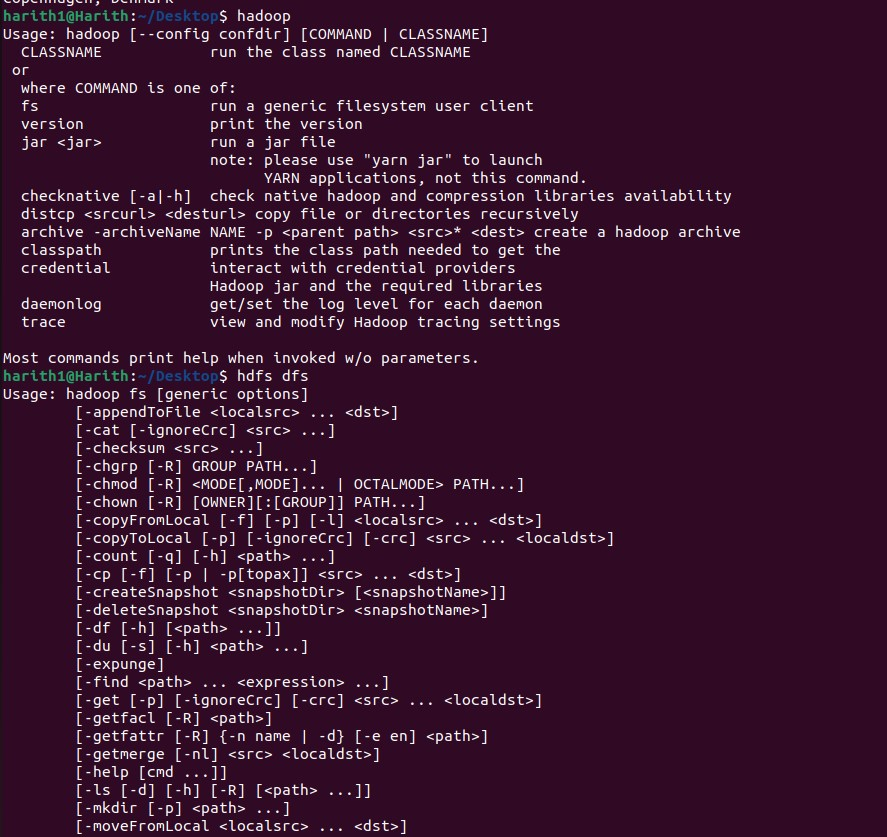 Copenhagen, Denmark
harith1@Harith:~/Desktop$ hadoop
Usage: hadoop [--config confdir] [COMMAND | CLASSNAME]
  CLASSNAME            run the class named CLASSNAME
 or
  where COMMAND is one of:
  fs                   run a generic filesystem user client
  version              print the version
  jar <jar>            run a jar file
                       note: please use "yarn jar" to launch
                             YARN applications, not this command.
  checknative [-a|-h]  check native hadoop and compression libraries availability
  distcp <srcurl> <desturl> copy file or directories recursively
  archive -archiveName NAME -p <parent path> <src>* <dest> create a hadoop archive
  classpath            prints the class path needed to get the
  credential           interact with credential providers
                       Hadoop jar and the required libraries
  daemonlog            get/set the log level for each daemon
  trace                view and modify Hadoop tracing settings

Most commands print help when invoked w/o parameters.
harith1@Harith:~/Desktop$ hdfs dfs
Usage: hadoop fs [generic options]
        [-appendToFile <localsrc> ... <dst>]
        [-cat [-ignoreCrc] <src> ...]
        [-checksum <src> ...]
        [-chgrp [-R] GROUP PATH...]
        [-chmod [-R] <MODE[,MODE]... | OCTALMODE> PATH...]
        [-chown [-R] [OWNER][:[GROUP]] PATH...]
        [-copyFromLocal [-f] [-p] [-l] <localsrc> ... <dst>]
        [-copyToLocal [-p] [-ignoreCrc] [-crc] <src> ... <localdst>]
        [-count [-q] [-h] <path> ...]
        [-cp [-f] [-p | -p[topax]] <src> ... <dst>]
        [-createSnapshot <snapshotDir> [<snapshotName>]]
        [-deleteSnapshot <snapshotDir> <snapshotName>]
        [-df [-h] [<path> ...]]
        [-du [-s] [-h] <path> ...]
        [-expunge]
        [-find <path> ... <expression> ...]
        [-get [-p] [-ignoreCrc] [-crc] <src> ... <localdst>]
        [-getfacl [-R] <path>]
        [-getfattr [-R] {-n name | -d} [-e en] <path>]
        [-getmerge [-nl] <src> <localdst>]
        [-help [cmd ...]]
        [-ls [-d] [-h] [-R] [<path> ...]]
        [-mkdir [-p] <path> ...]
        [-moveFromLocal <localsrc> ... <dst>]